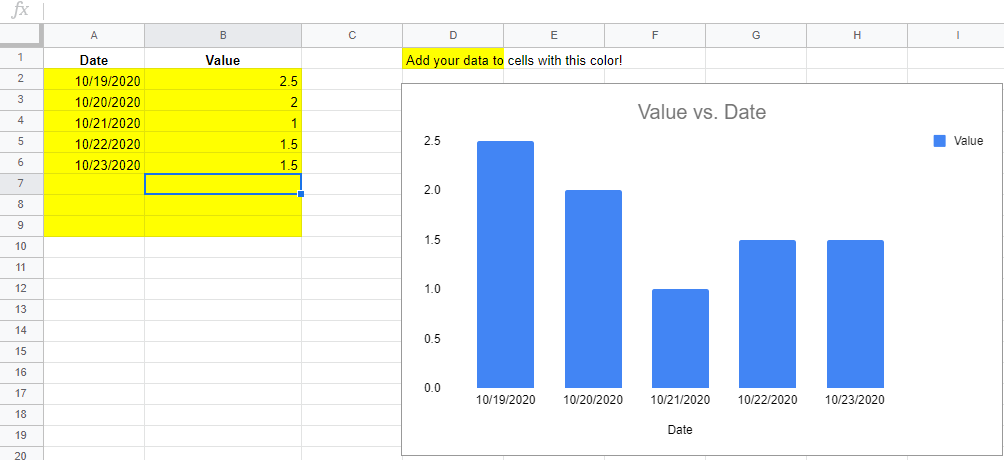 fx
A B C D E F G H I
1 Date Value Add your data to cells with this color!
2 10/19/2020 2.5
3 10/20/2020 2
4 10/21/2020 1
5 10/22/2020 1.5
6 10/23/2020 1.5
7
8
9
10
11
12
13
14
15
16
17
18
19
20
Value vs. Date
Value
2.5
2.0
1.5
1.0
0.5
0.0
10/19/2020 10/20/2020 10/21/2020 10/22/2020 10/23/2020
Date